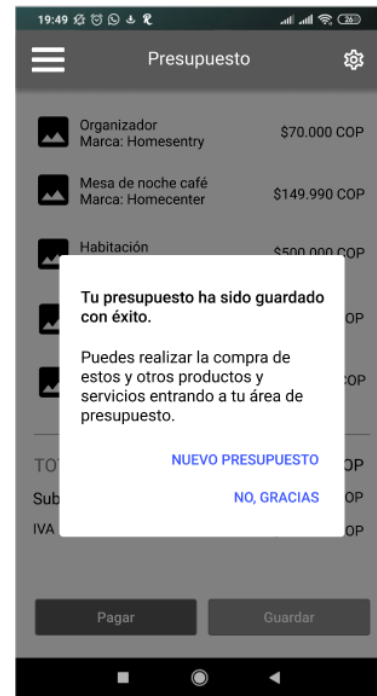 19:49
26
Presupuesto
Organizador
Marca: Homesentry
$70.000 COP
Mesa de noche café
Marca: Homecenter
$149.990 COP
Habitación
$500.000 COP
Tu presupuesto ha sido guardado
con éxito.
Puedes realizar la compra de
estos y otros productos y
servicios entrando a tu área de
presupuesto.
NUEVO PRESUPUESTO
NO, GRACIAS
OP
COP
TO
OP
Sub
OP
IVA
OP
Pagar
Guardar